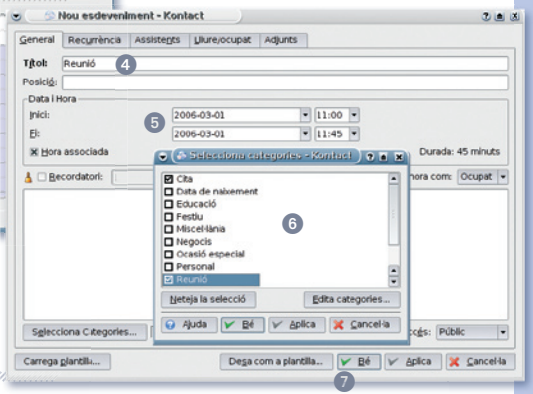 Nou esdeveniment - Kontact
General Recurrència Assistents Lliure/ocupat Adjunts
Títol: Reunió 4
Posició:
Data i Hora
Inici: 5 2006-03-01 11:00
Fi: 2006-03-01 11:45
Hora associada Durada: 45 minuts
Selecciona categories - Kontact
Recordatori: hora com: Ocupat
Cita
Data de naixement
Educació
Festiu
Miscel·lània 6
Negocis
Ocasió especial
Personal
Reunió
Neteja la selecció Edita categories...
Ajuda Bé Aplica Cancel·la
Selecciona Categories... Públic
Carrega plantilla... Desa com a plantilla... Bé Aplica Cancel·la
7